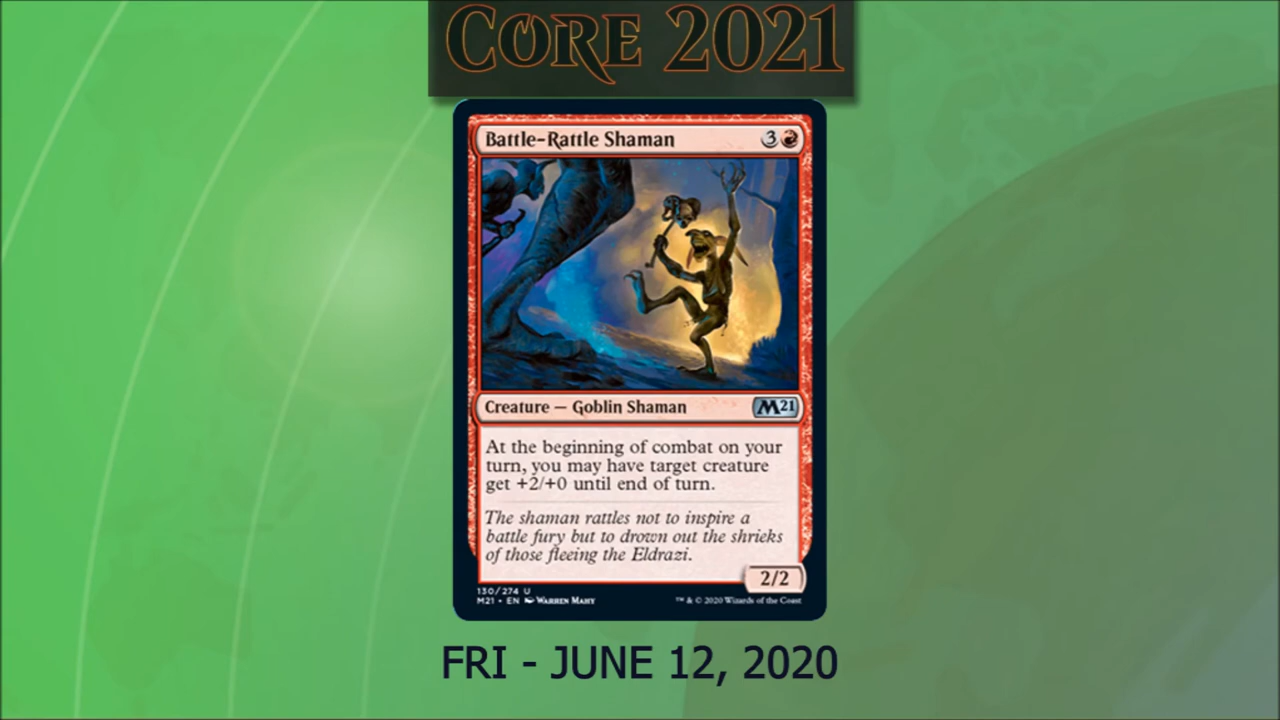 CORE 2021
Battle-Rattle Shaman 3
Creature — Goblin Shaman M21
At the beginning of combat on your
turn, you may have target creature
get +2/+0 until end of turn.
The shaman rattles not to inspire a
battle fury but to drown out the shrieks
of those fleeing the Eldrazi.
2/2
130/274 U
M21 • EN Warren Mahy ™ & © 2020 Wizards of the Coast
FRI - JUNE 12, 2020